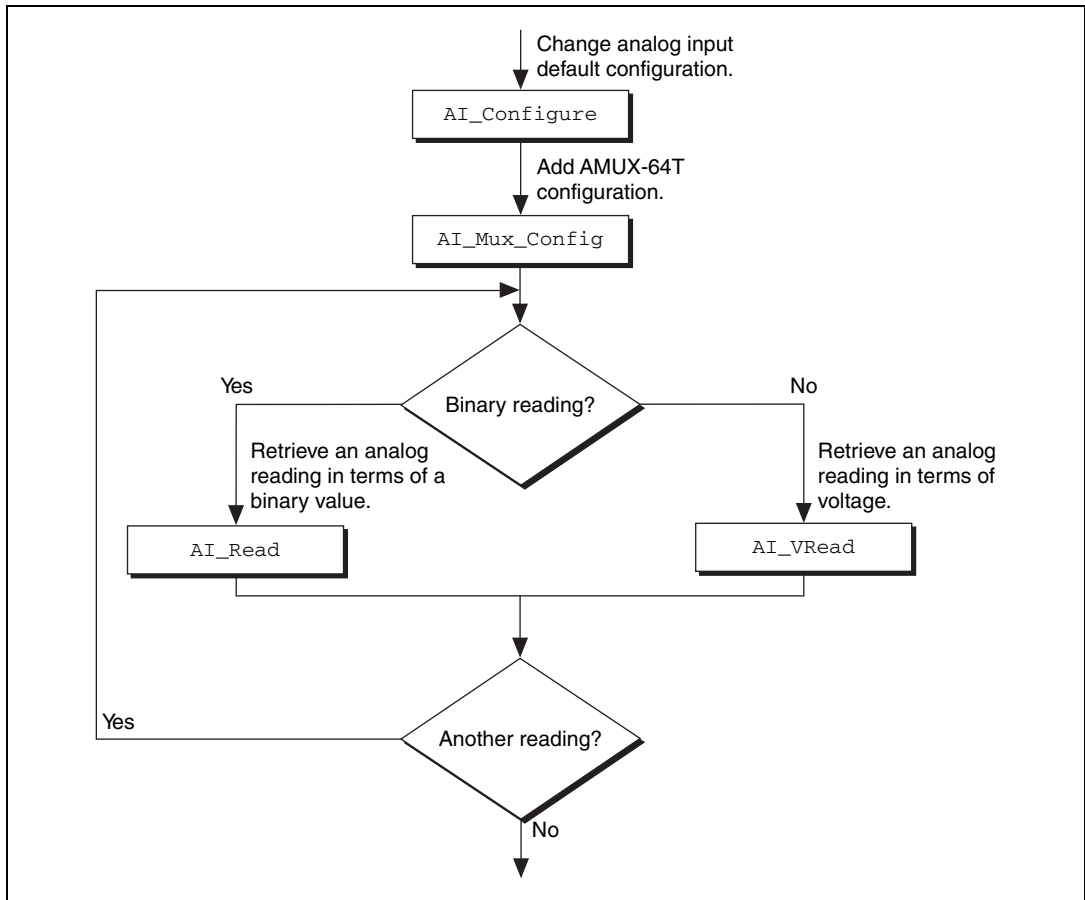 Change analog input
default configuration.
AI_Configure
Add AMUX-64T
configuration.
AI_Mux_Config
Yes
No
Binary reading?
Retrieve an analog
reading in terms of a
binary value.
Retrieve an analog
reading in terms of
voltage.
AI_Read
AI_VRead
Yes
Another reading?
No